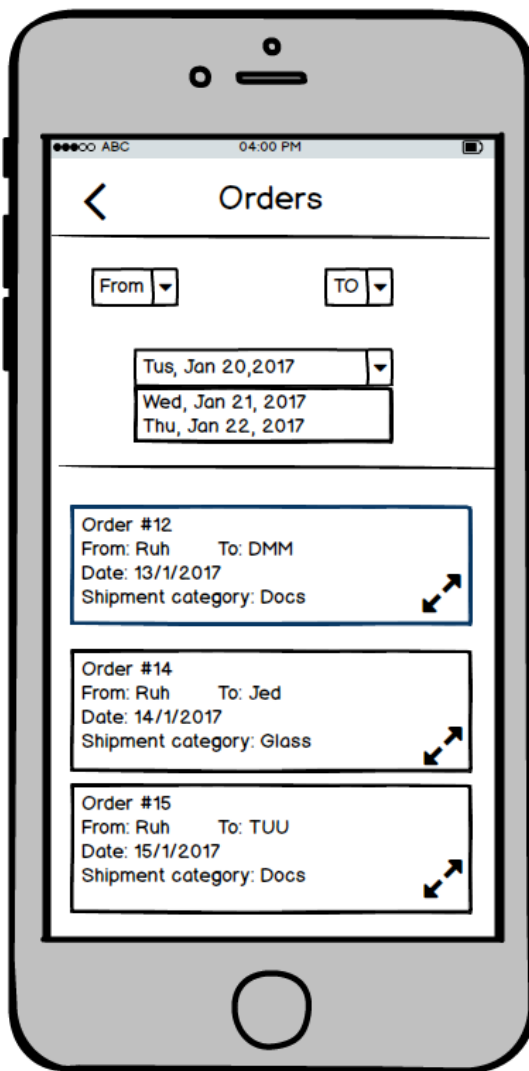 ABC 04:00 PM
Orders
From TO
Tus, Jan 20,2017
Wed, Jan 21, 2017
Thu, Jan 22, 2017
Order #12
From: Ruh To: DMM
Date: 13/1/2017
Shipment category: Docs
Order #14
From: Ruh To: Jed
Date: 14/1/2017
Shipment category: Glass
Order #15
From: Ruh To: TUU
Date: 15/1/2017
Shipment category: Docs